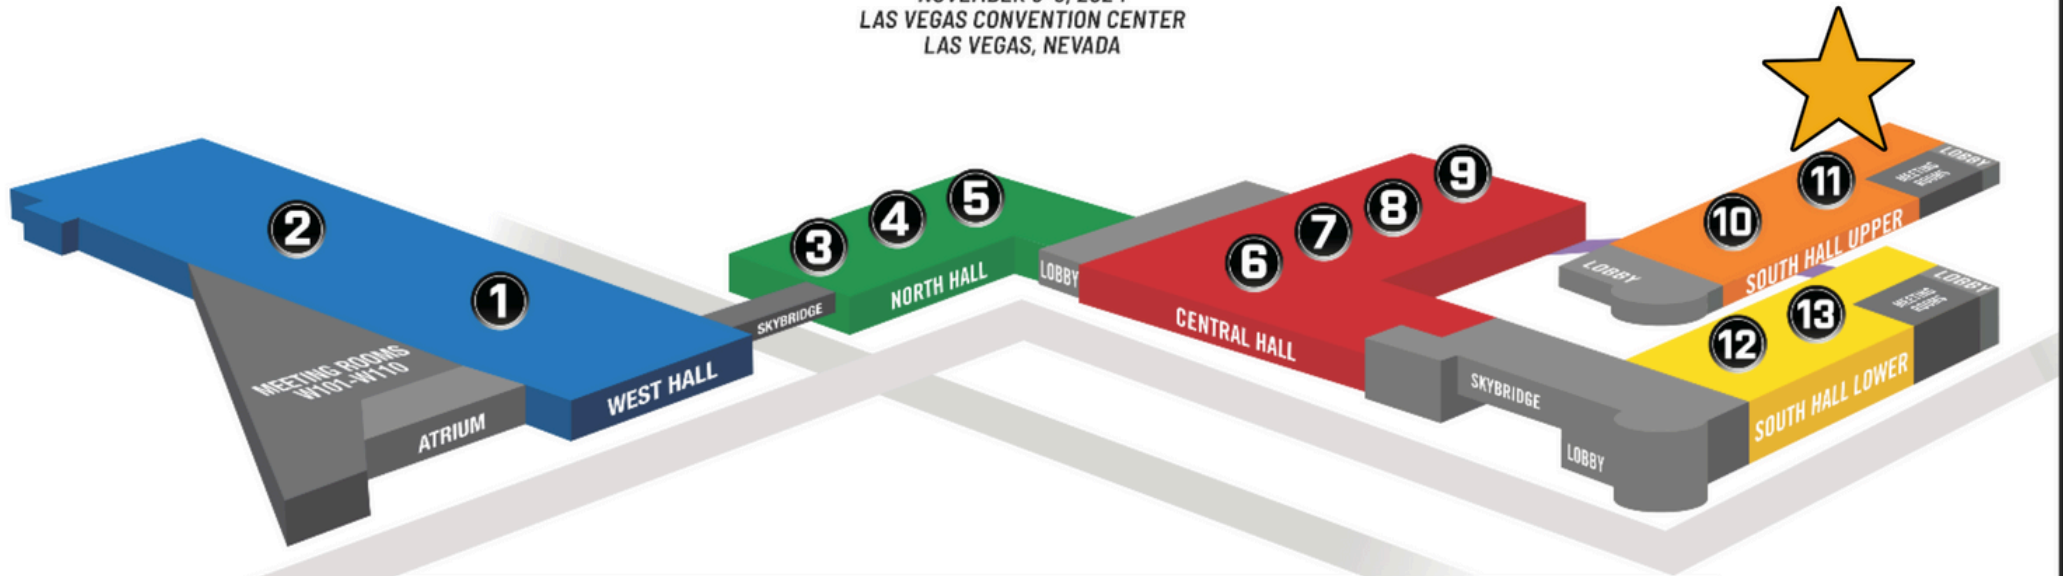 LAS VEGAS CONVENTION CENTER
LAS VEGAS, NEVADA
2
1
MEETING ROOMS
W101-W110
ATRIUM
WEST HALL
SKYBRIDGE
3
4
5
NORTH HALL
LOBBY
6
7
8
9
CENTRAL HALL
SKYBRIDGE
LOBBY
10
11
LOBBY
SOUTH HALL UPPER
MEETING
ROOMS
LOBBY
12
13
SOUTH HALL LOWER
MEETING
ROOMS
LOBBY